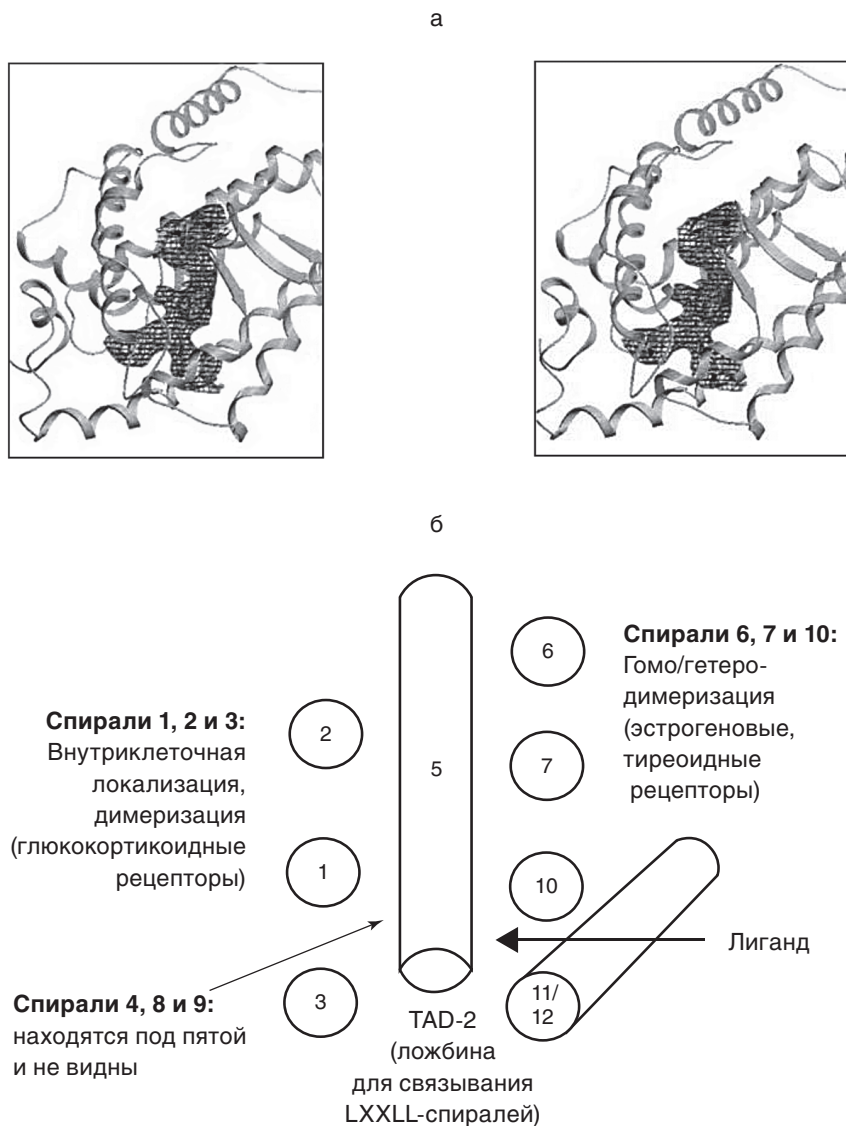 а
б
Спирали 1, 2 и 3:
Внутриклеточная
локализация,
димеризация
(глюкокортикоидные
рецепторы)
Спирали 4, 8 и 9:
находятся под пятой
и не видны
2
1
3
5
TAD-2
(ложбина
для связывания
LXXLL-спиралей)
6
7
10
11/
12
Спирали 6, 7 и 10:
Гомо/гетеро-
димеризация
(эстрогеновые,
тиреоидные
рецепторы)
Лиганд